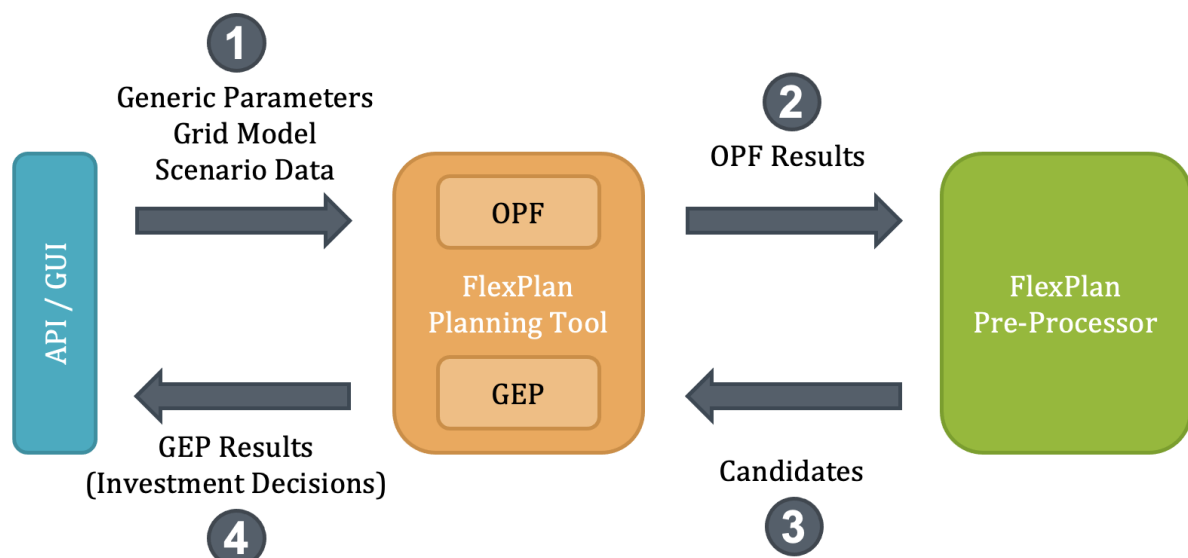 1
Generic Parameters
Grid Model
Scenario Data
2
OPF Results
API / GUI
OPF
FlexPlan
Planning Tool
GEP
FlexPlan
Pre-Processor
GEP Results
(Investment Decisions)
4
Candidates
3